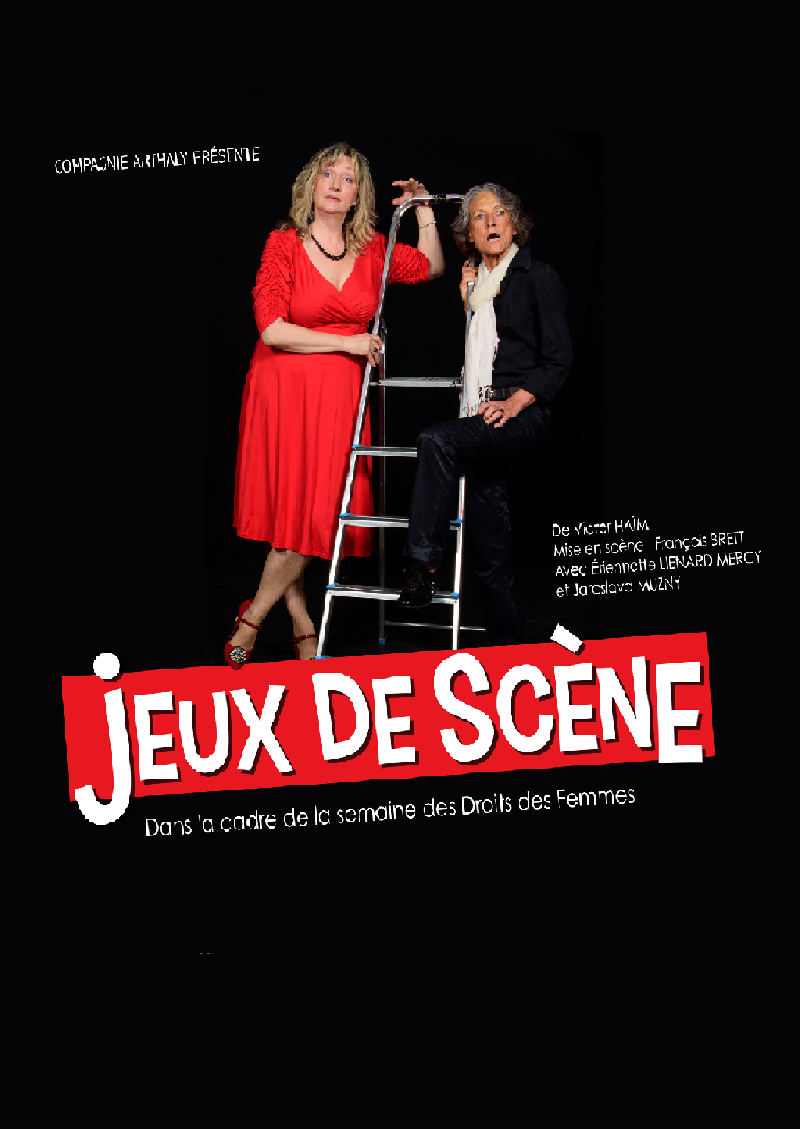 COMPAGNIE ARTHALY PRÉSENTE
De Victor HAÏM
Mise en scène François BREIT
Avec Étiennette LIENARD MERCY
et Jaroslava MUZNY
JEUX DE SCÈNE
Dans la cadre de la semaine des Droits des Femmes